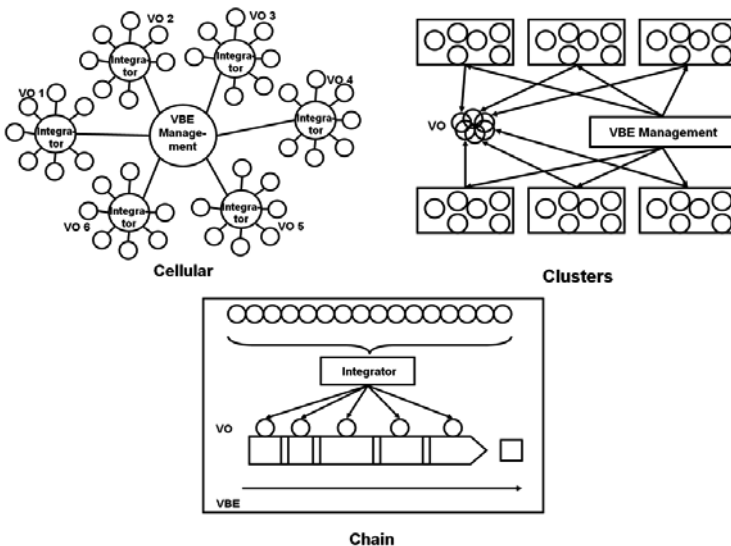 VO 2
VO 3
Integra-
tor
Integra-
tor
VO 1
VO 4
VBE
Manage-
ment
Integra-
tor
Integra-
tor
VO 6
Integra-
tor
Integra-
tor
VO 5
Cellular
VO
VBE Management
Clusters
Integrator
VO
VBE
Chain